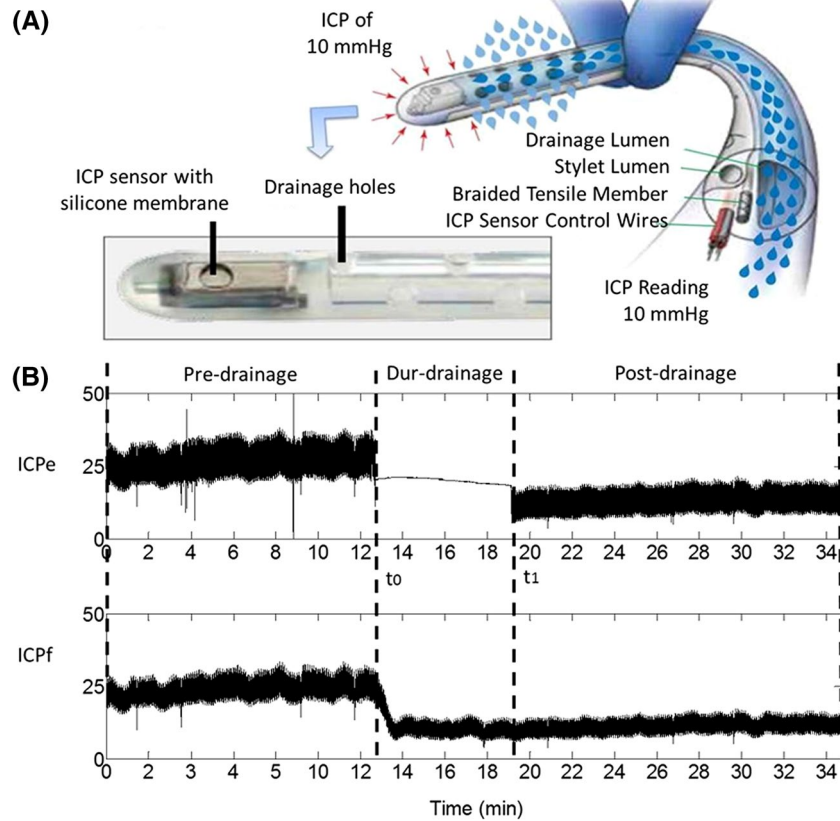 (A)
ICP of
10 mmHg
Drainage Lumen
Stylet Lumen
Braided Tensile Member
ICP Sensor Control Wires
ICP Reading
10 mmHg
ICP sensor with
silicone membrane
Drainage holes
(B)
Pre-drainage Dur-drainage Post-drainage
50
ICPe
25
0
0 2 4 6 8 10 12 14 16 18 20 22 24 26 28 30 32 34
t0 t1
50
ICPf
25
0
0 2 3 4 5 10 12 14 16 18 20 22 24 26 28 30 32 34
Time (min)